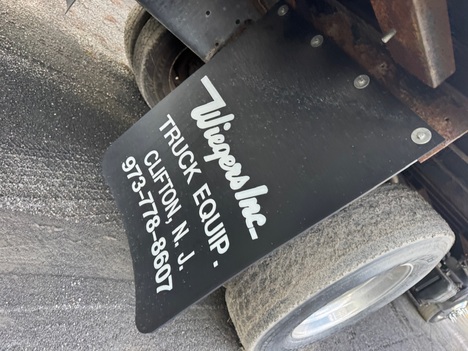 Wiegers Inc.
TRUCK EQUIP.
CLIFTON, N. J.
973-778-8607